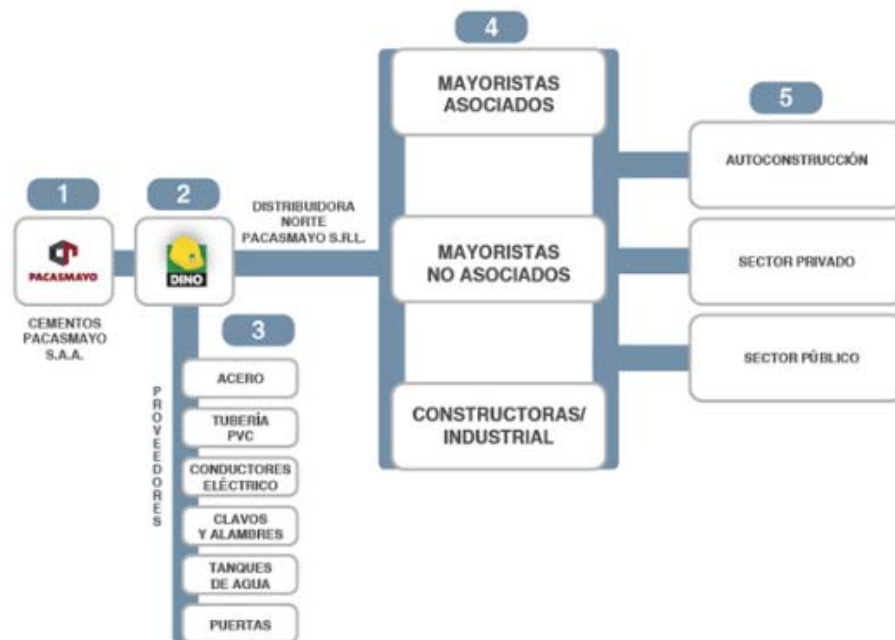 1
PACASMAYO
CEMENTOS
PACASMAYO
S.A.A.
2
DINO
DISTRIBUIDORA
NORTE
PACASMAYO S.R.L.
3
PROVEEDORES
ACERO
TUBERÍA
PVC
CONDUCTORES
ELÉCTRICO
CLAVOS
Y ALAMBRES
TANQUES
DE AGUA
PUERTAS
4
MAYORISTAS
ASOCIADOS
MAYORISTAS
NO ASOCIADOS
CONSTRUCTORAS/
INDUSTRIAL
5
AUTOCONSTRUCCIÓN
SECTOR PRIVADO
SECTOR PÚBLICO